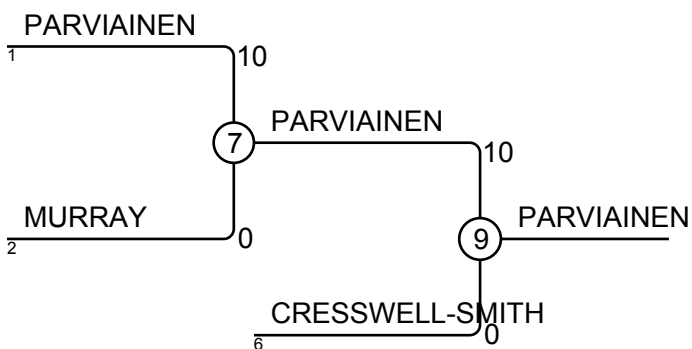 PARVIAINEN
1
10
7
PARVIAINEN
10
MURRAY
2
0
9
PARVIAINEN
CRESSWELL-SMITH
6
0